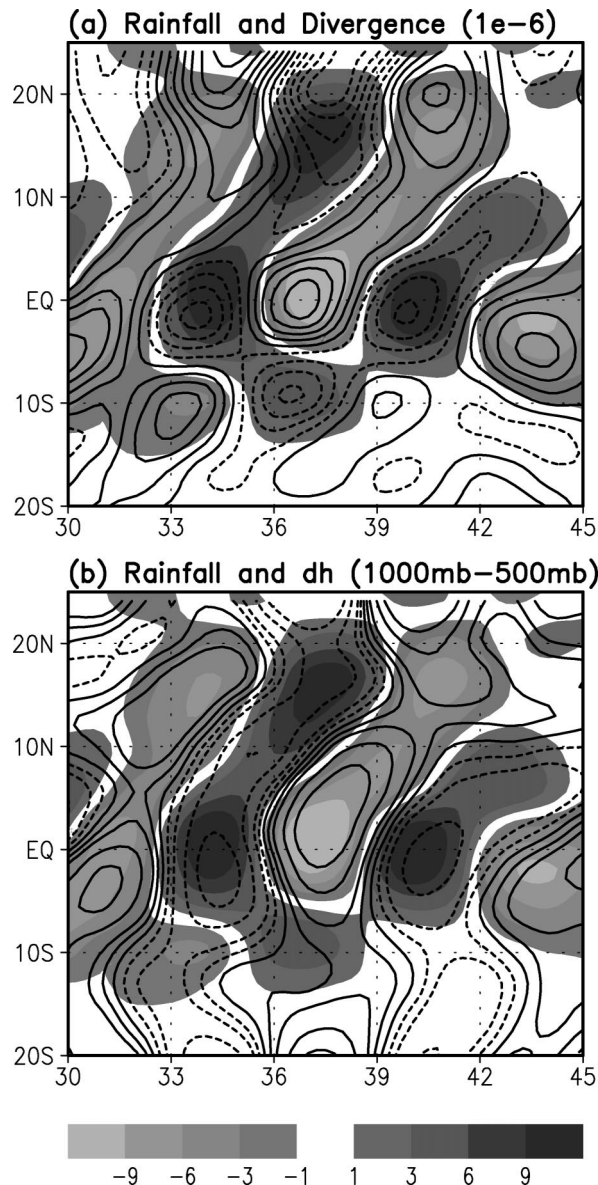 (a) Rainfall and Divergence (1e−6)
20N
10N
EQ
10S
20S
30 33 36 39 42 45
(b) Rainfall and dh (1000mb−500mb)
20N
10N
EQ
10S
20S
30 33 36 39 42 45
−9 −6 −3 −1 1 3 6 9